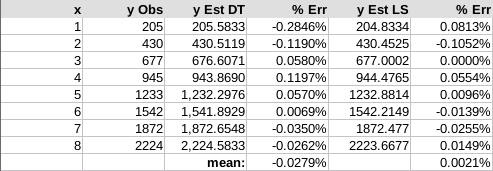 x y Obs y Est DT % Err y Est LS % Err
1 205 205.5833 -0.2846% 204.8334 0.0813%
2 430 430.5119 -0.1190% 430.4525 -0.1052%
3 677 676.6071 0.0580% 677.0002 0.0000%
4 945 943.8690 0.1197% 944.4765 0.0554%
5 1233 1,232.2976 0.0570% 1232.8814 0.0096%
6 1542 1,541.8929 0.0069% 1542.2149 -0.0139%
7 1872 1,872.6548 -0.0350% 1872.477 -0.0255%
8 2224 2,224.5833 -0.0262% 2223.6677 0.0149%
mean: -0.0279% 0.0021%